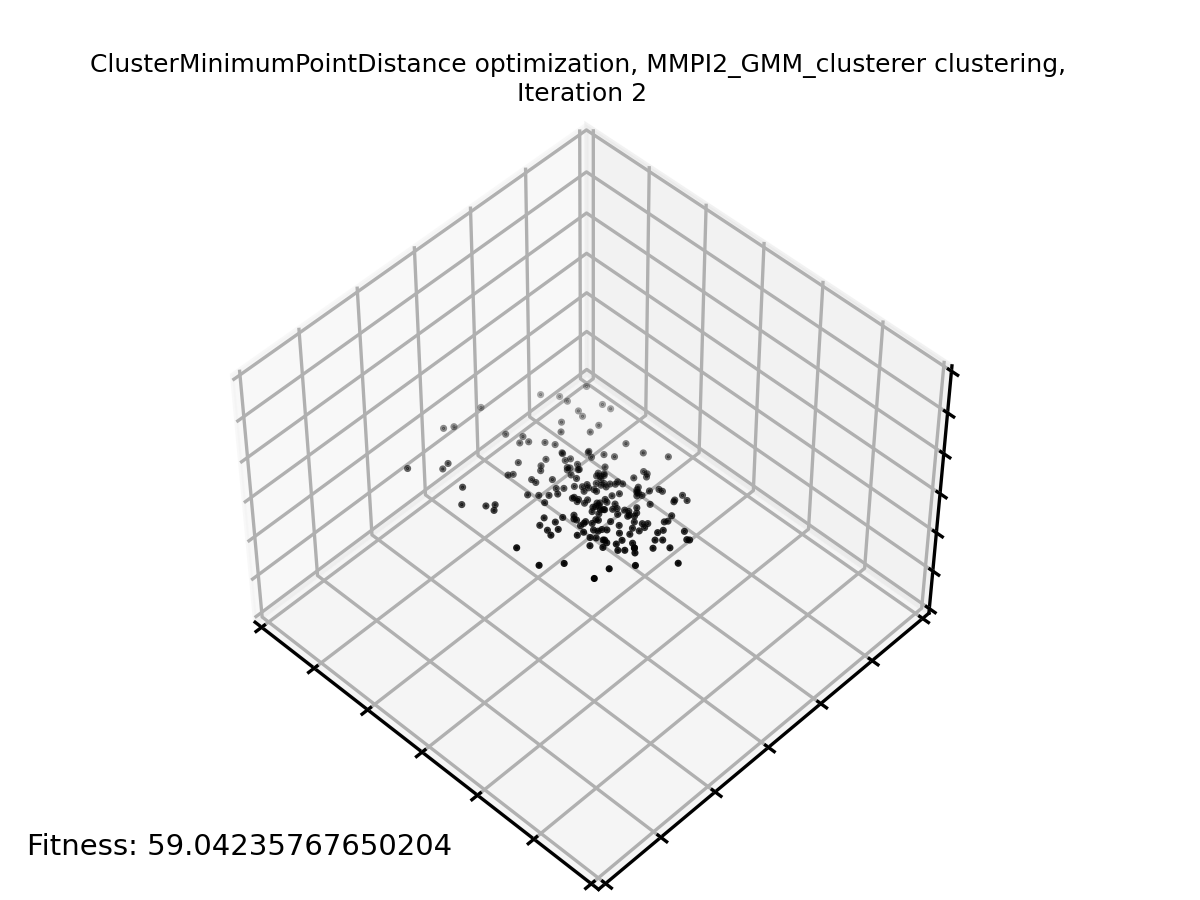 ClusterMinimumPointDistance optimization, MMPI2_GMM_clusterer clustering,
Iteration 2
Fitness: 59.04235767650204